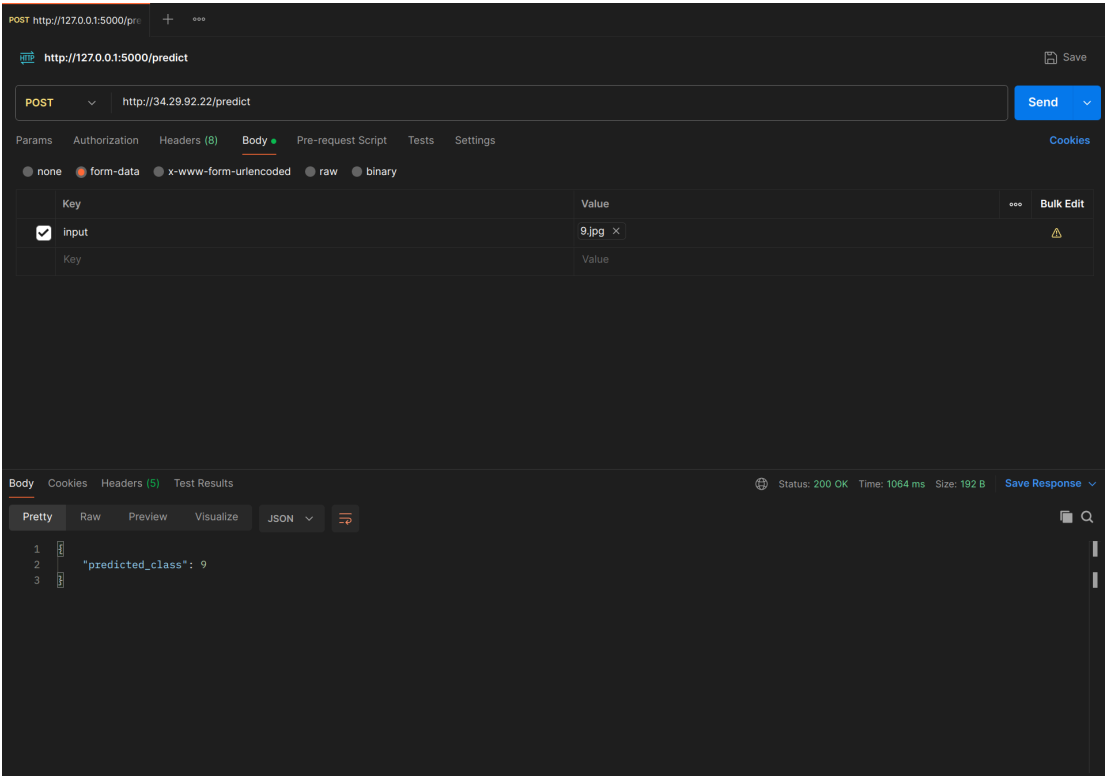 POST http://127.0.0.1:5000/pre
HTTP http://127.0.0.1:5000/predict Save
POST http://34.29.92.22/predict Send
Params Authorization Headers (8) Body Pre-request Script Tests Settings Cookies
none form-data x-www-form-urlencoded raw binary
Key Value Bulk Edit
input 9.jpg
Key Value
Body Cookies Headers (5) Test Results Status: 200 OK Time: 1064 ms Size: 192 B Save Response
Pretty Raw Preview Visualize JSON
1 {
2 "predicted_class": 9
3 }